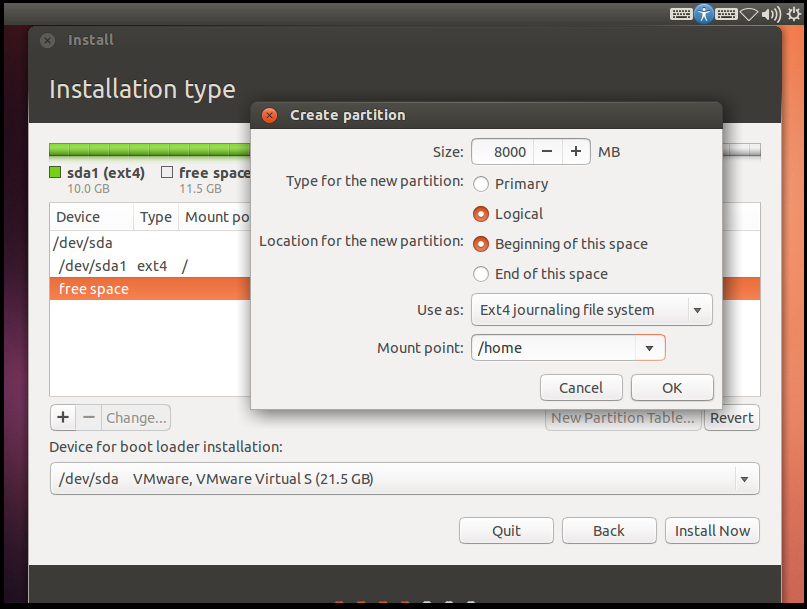 Install
Installation type
Create partition
Size: 8000 − + MB
Type for the new partition: Primary
Logical
Location for the new partition: Beginning of this space
End of this space
Use as: Ext4 journaling file system
Mount point: /home
Cancel OK
sda1 (ext4) free space
10.0 GB 11.5 GB
Device Type Mount po
/dev/sda
/dev/sda1 ext4 /
free space
+ − Change... New Partition Table... Revert
Device for boot loader installation:
/dev/sda VMware, VMware Virtual S (21.5 GB)
Quit Back Install Now